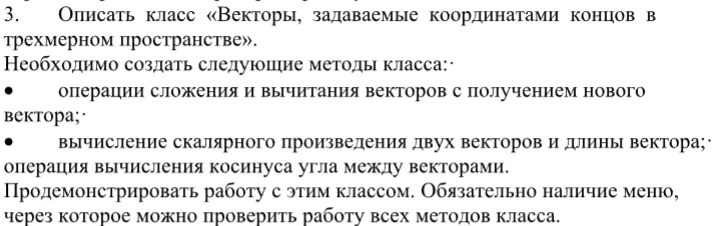 3. Описать класс «Векторы, задаваемые координатами концов в
трехмерном пространстве».
Необходимо создать следующие методы класса:·
• операции сложения и вычитания векторов с получением нового
вектора;·
• вычисление скалярного произведения двух векторов и длины вектора;·
операция вычисления косинуса угла между векторами.
Продемонстрировать работу с этим классом. Обязательно наличие меню,
через которое можно проверить работу всех методов класса.